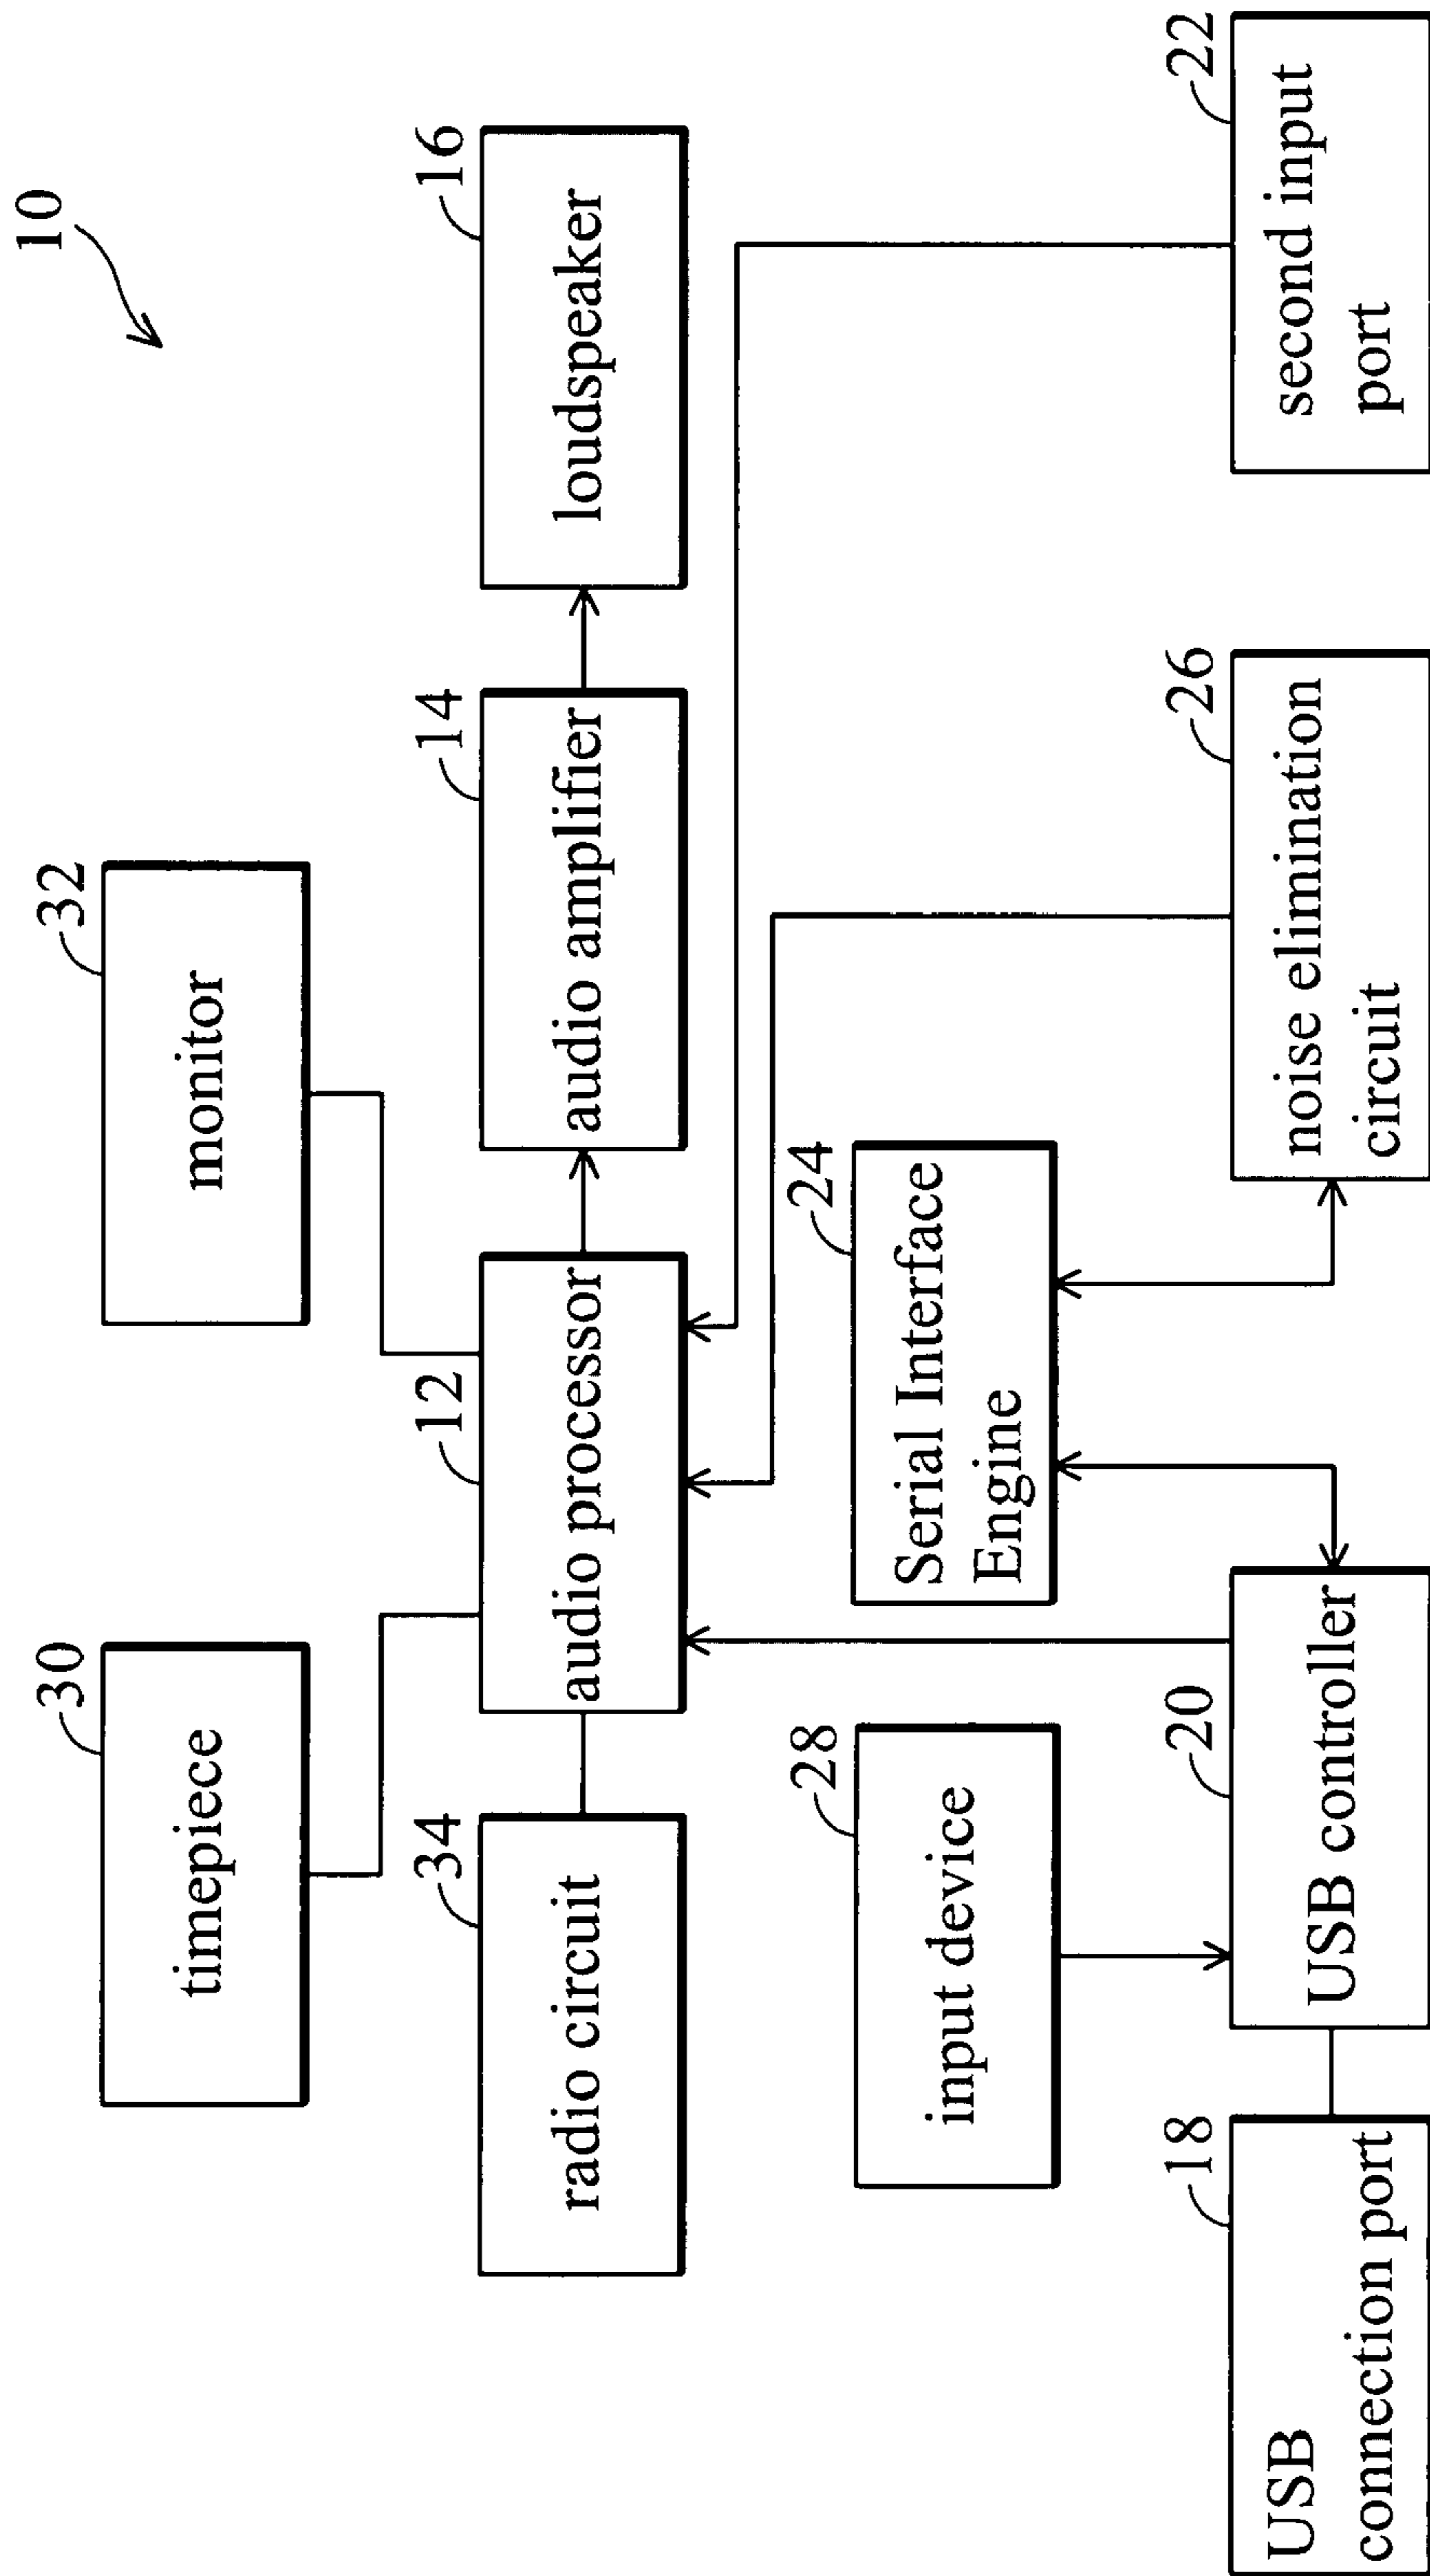 10
30
timepiece
32
monitor
34
radio circuit
12
audio processor
14
audio amplifier
16
loudspeaker
28
input device
24
Serial Interface
Engine
18
USB
connection port
20
USB controller
26
noise elimination
circuit
22
second input
port